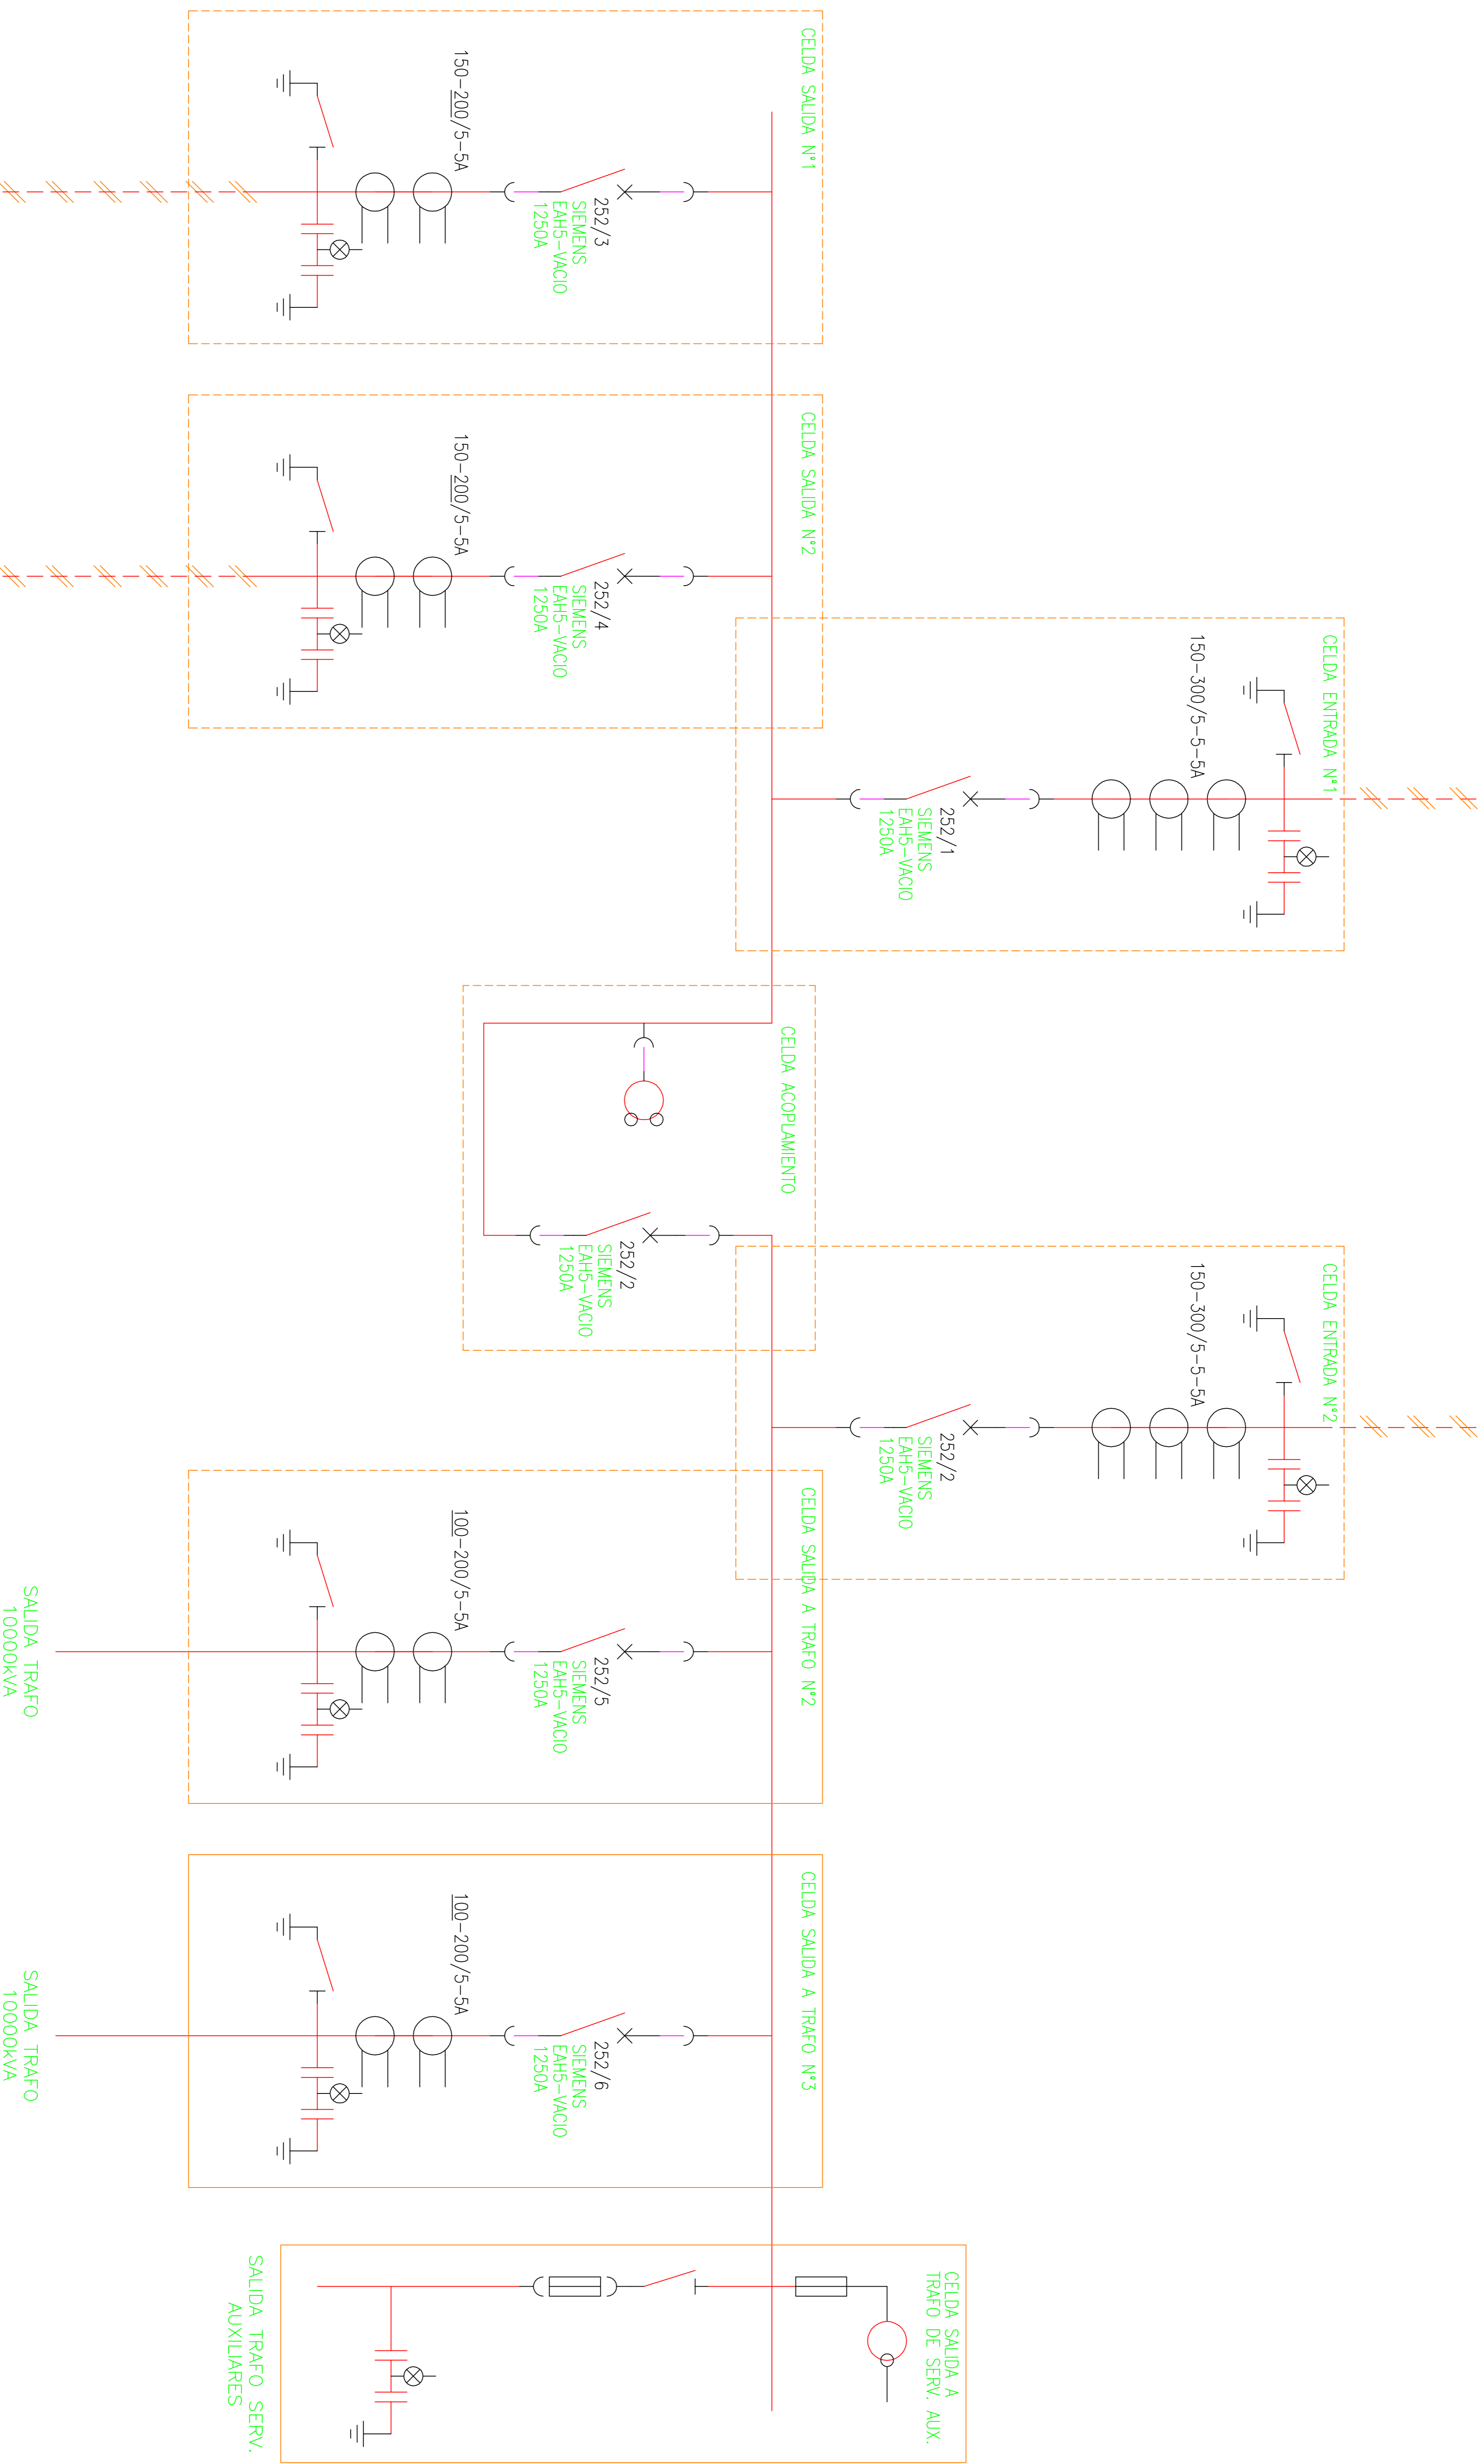 CELDA SALIDA N°1
150-200/5-5A
252/3
SIEMENS
EAH5-VACIO
1250A
CELDA SALIDA N°2
150-200/5-5A
252/4
SIEMENS
EAH5-VACIO
1250A
CELDA ENTRADA N°1
150-300/5-5-5A
252/1
SIEMENS
EAH5-VACIO
1250A
CELDA ACOPLAMIENTO
252/2
SIEMENS
EAH5-VACIO
1250A
CELDA ENTRADA N°2
150-300/5-5-5A
252/2
SIEMENS
EAH5-VACIO
1250A
CELDA SALIDA A TRAFO N°2
100-200/5-5A
252/5
SIEMENS
EAH5-VACIO
1250A
SALIDA TRAFO
10000kVA
CELDA SALIDA A TRAFO N°3
100-200/5-5A
252/6
SIEMENS
EAH5-VACIO
1250A
SALIDA TRAFO
10000kVA
CELDA SALIDA A
TRAFO DE SERV. AUX.
SALIDA TRAFO SERV.
AUXILIARES